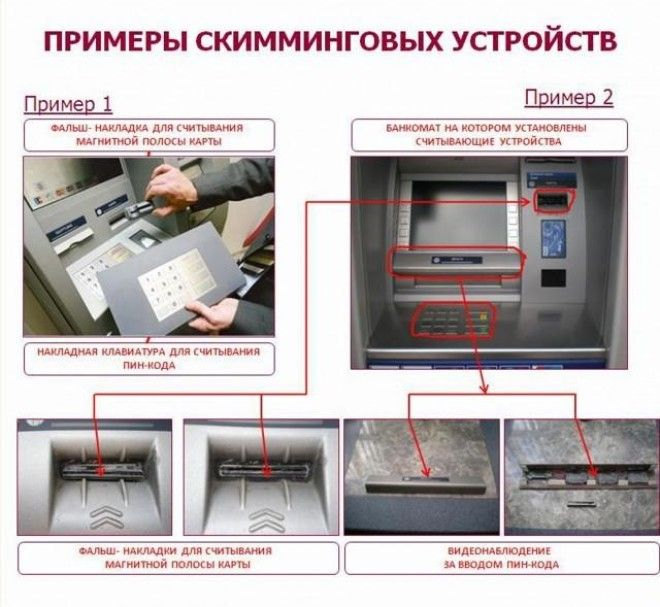 ПРИМЕРЫ СКИММИНГОВЫХ УСТРОЙСТВ
Пример 1
Пример 2
ФАЛЬШ- НАКЛАДКА ДЛЯ СЧИТЫВАНИЯ
МАГНИТНОЙ ПОЛОСЫ КАРТЫ
БАНКОМАТ НА КОТОРОМ УСТАНОВЛЕНЫ
СЧИТЫВАЮЩИЕ УСТРОЙСТВА
НАКЛАДНАЯ КЛАВИАТУРА ДЛЯ СЧИТЫВАНИЯ
ПИН-КОДА
ФАЛЬШ- НАКЛАДКИ ДЛЯ СЧИТЫВАНИЯ
МАГНИТНОЙ ПОЛОСЫ КАРТЫ
ВИДЕОНАБЛЮДЕНИЕ
ЗА ВВОДОМ ПИН-КОДА